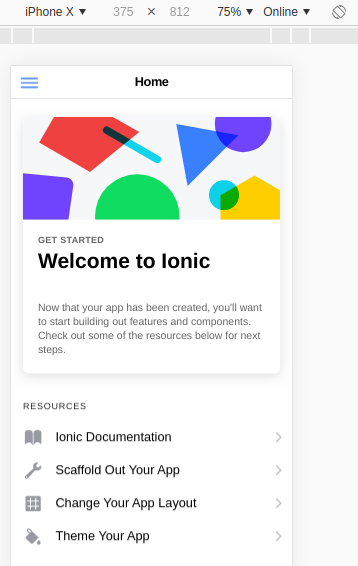 iPhone X 375 × 812 75% Online
Home
GET STARTED
Welcome to Ionic
Now that your app has been created, you'll want
to start building out features and components.
Check out some of the resources below for next
steps.
RESOURCES
Ionic Documentation
Scaffold Out Your App
Change Your App Layout
Theme Your App